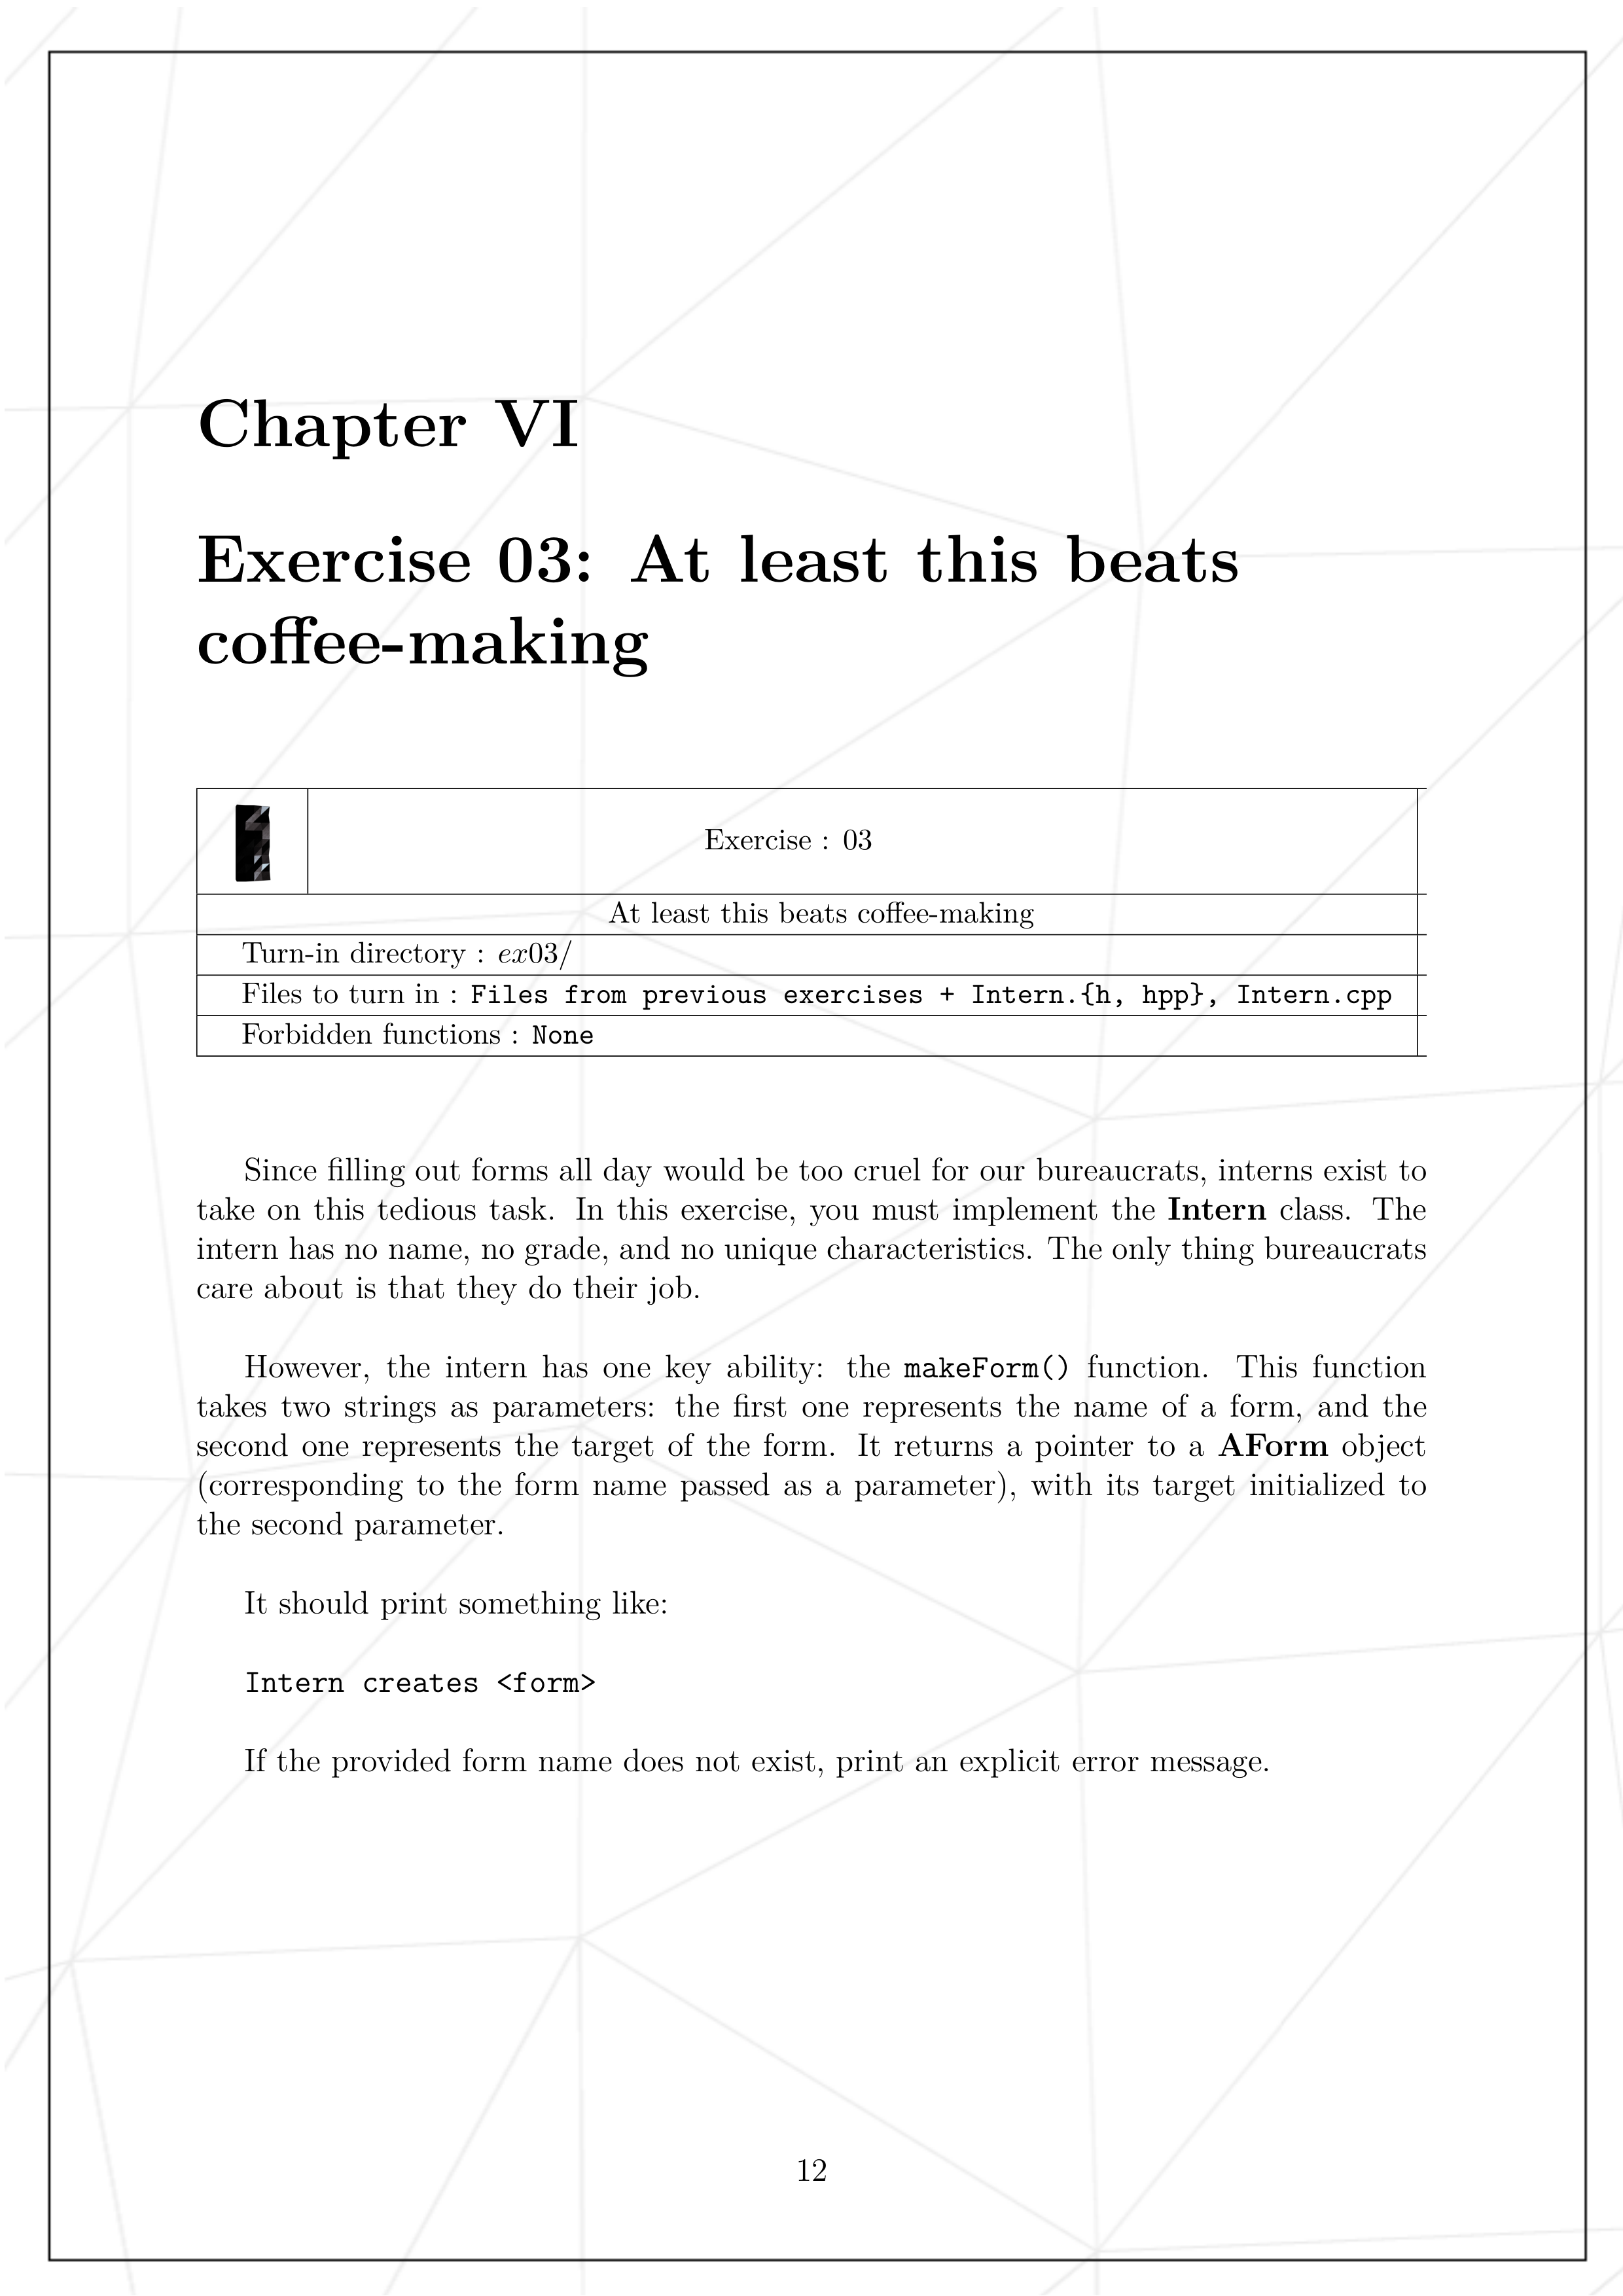 Chapter VI
Exercise 03: At least this beats
coffee-making
Exercise : 03
At least this beats coffee-making
Turn-in directory : ex03/
Files to turn in : Files from previous exercises + Intern.{h, hpp}, Intern.cpp
Forbidden functions : None
Since filling out forms all day would be too cruel for our bureaucrats, interns exist to
take on this tedious task. In this exercise, you must implement the Intern class. The
intern has no name, no grade, and no unique characteristics. The only thing bureaucrats
care about is that they do their job.
However, the intern has one key ability: the makeForm() function. This function
takes two strings as parameters: the first one represents the name of a form, and the
second one represents the target of the form. It returns a pointer to a AForm object
(corresponding to the form name passed as a parameter), with its target initialized to
the second parameter.
It should print something like:
Intern creates <form>
If the provided form name does not exist, print an explicit error message.
12